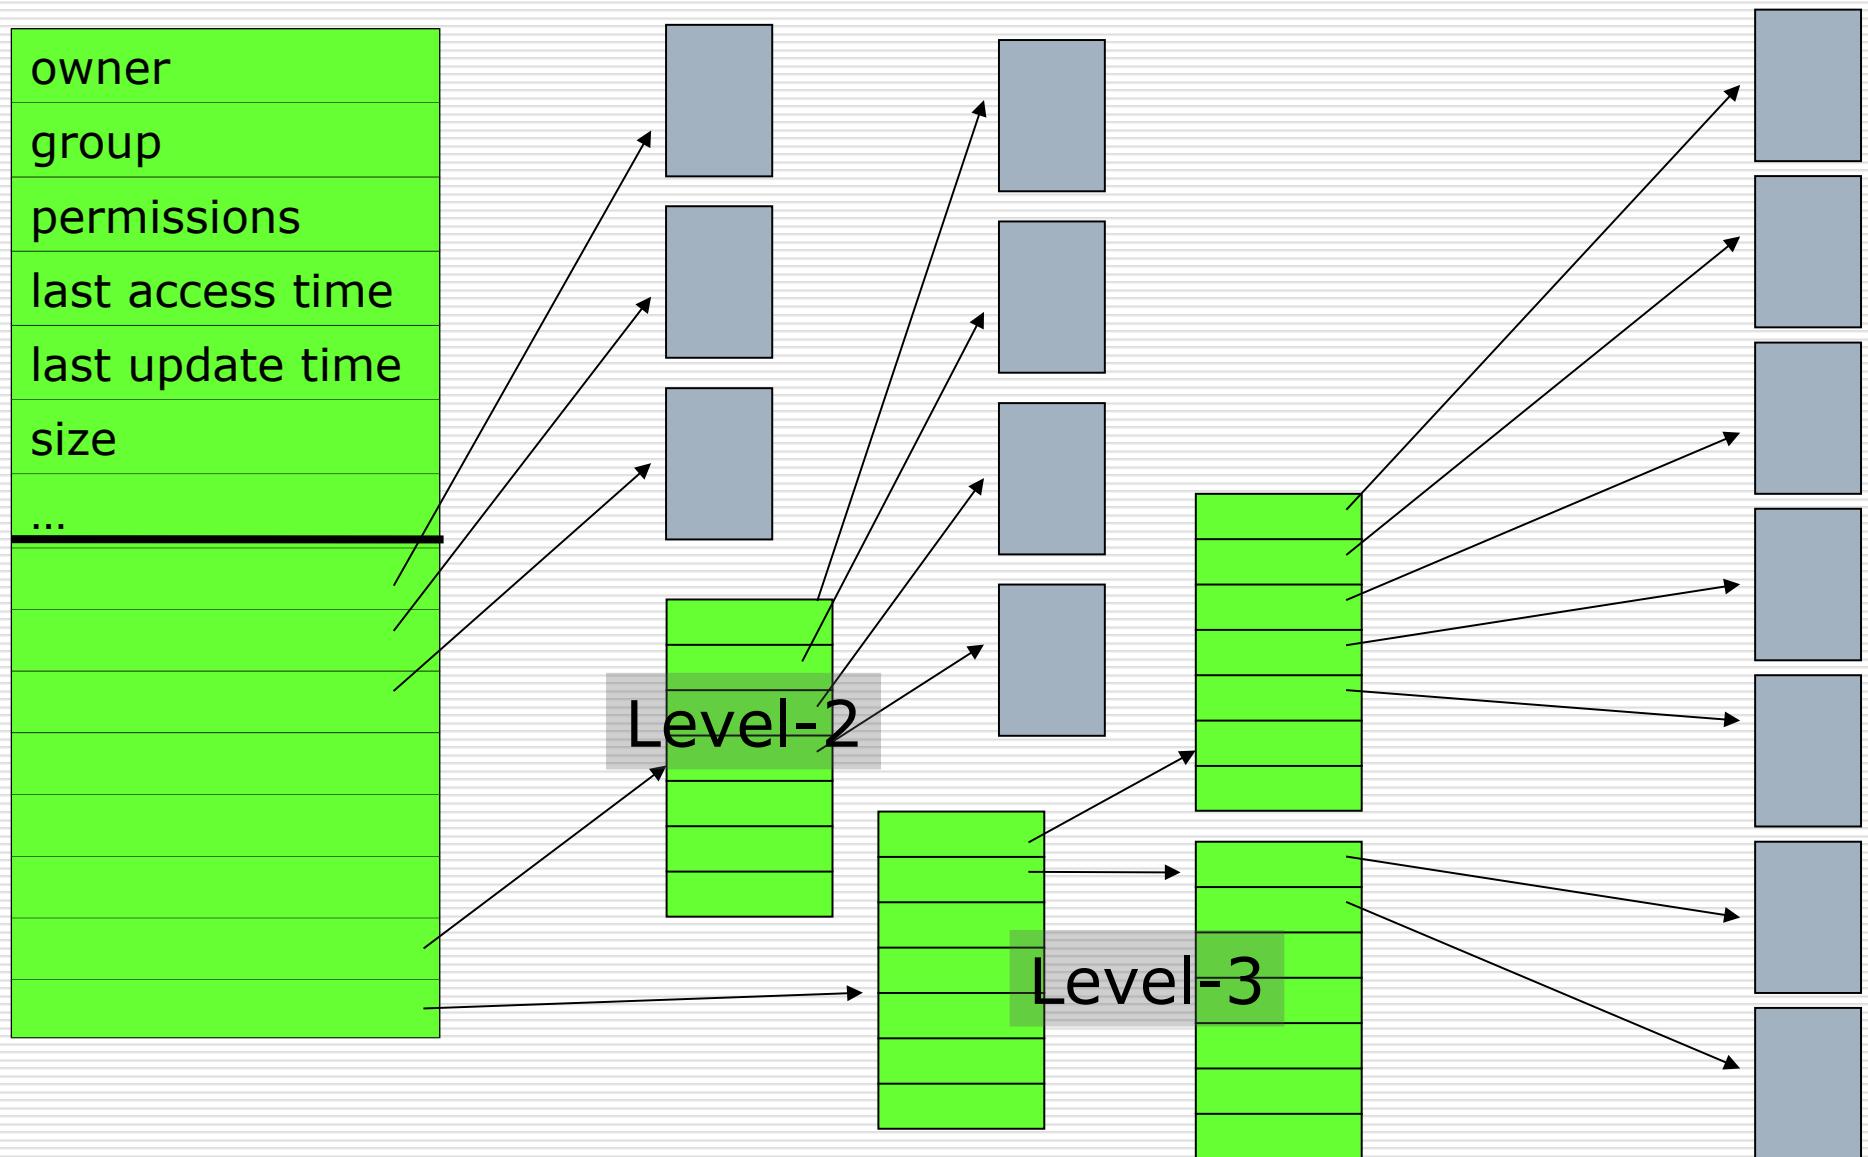 owner
group
permissions
last access time
last update time
size
...
Level-2
Level-3